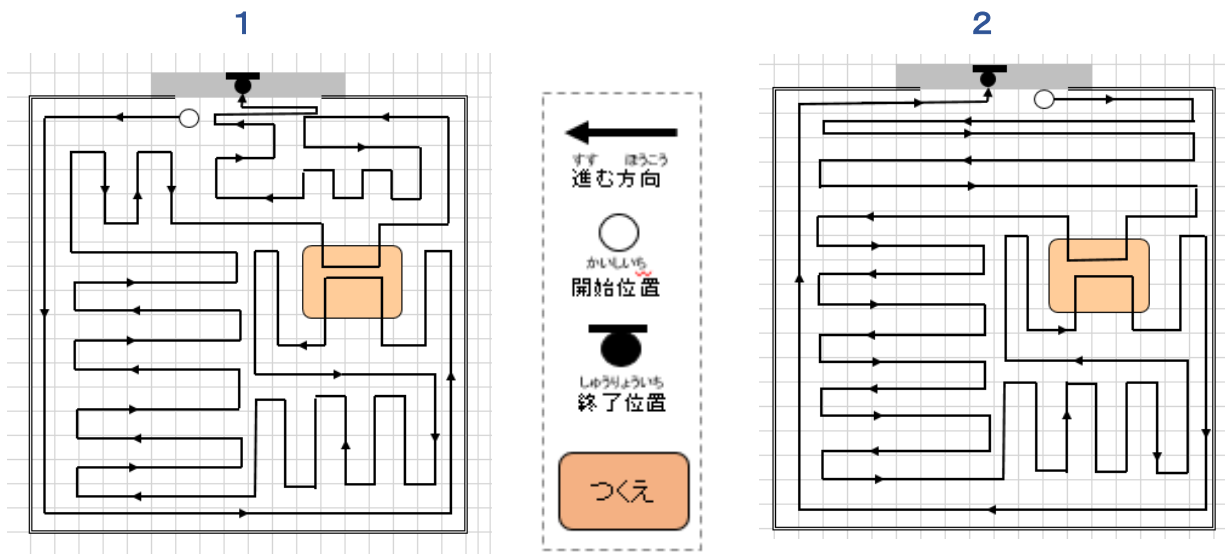 1
2
すす ほうこう
進む方向
かいしいち
開始位置
しゅうりょういち
終了位置
つくえ